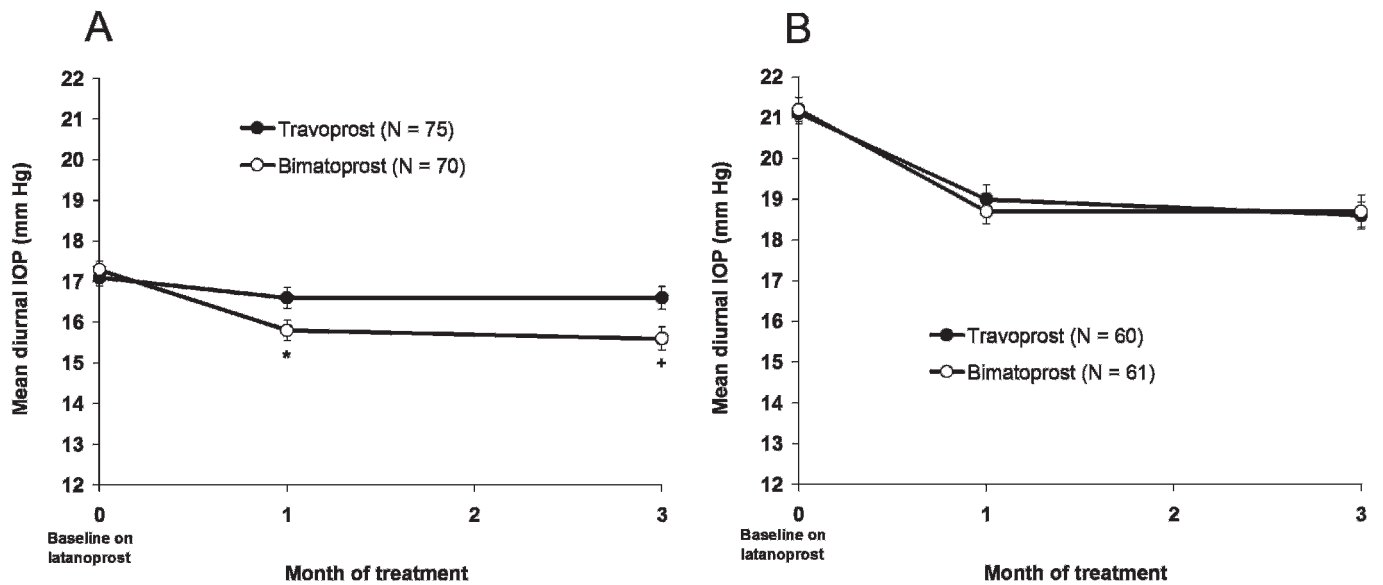 A
Mean diurnal IOP (mm Hg)
22
21
20
19
18
17
16
15
14
13
12
Travoprost (N = 75)
Bimatoprost (N = 70)
*
+
0
1
2
3
Baseline on
latanoprost
Month of treatment
B
Mean diurnal IOP (mm Hg)
22
21
20
19
18
17
16
15
14
13
12
Travoprost (N = 60)
Bimatoprost (N = 61)
0
1
2
3
Baseline on
latanoprost
Month of treatment